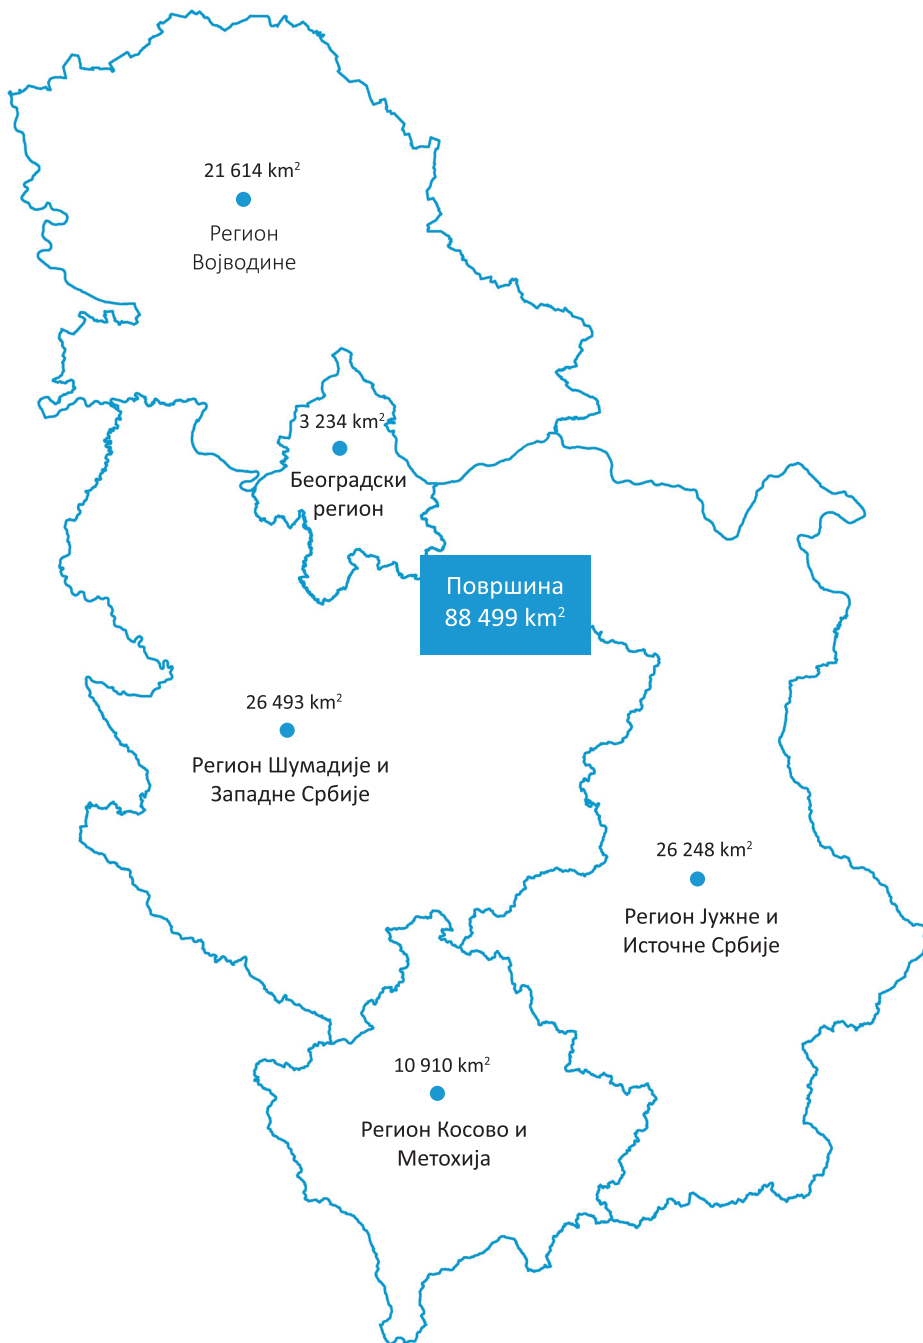 21 614 km²
Регион
Војводине
3 234 km²
Београдски
регион
Површина
88 499 km²
26 493 km²
Регион Шумадије и
Западне Србије
26 248 km²
Регион Јужне и
Источне Србије
10 910 km²
Регион Косово и
Метохија